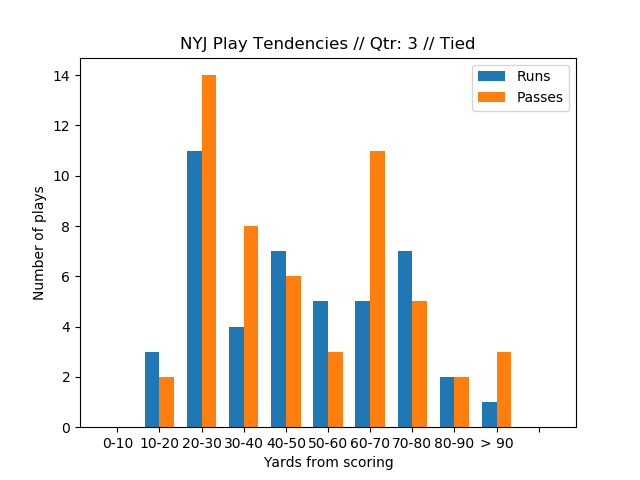 NYJ Play Tendencies // Qtr: 3 // Tied
Runs
Passes
Number of plays
14
12
10
8
6
4
2
0
0-10 10-20 20-30 30-40 40-50 50-60 60-70 70-80 80-90 > 90
Yards from scoring